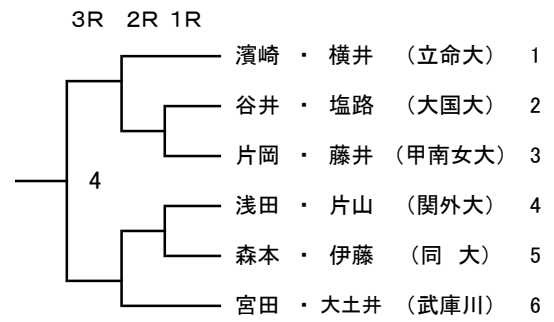 3R 2R 1R
濱崎 ・ 横井 (立命大) 1
谷井 ・ 塩路 (大国大) 2
片岡 ・ 藤井 (甲南女大) 3
4
浅田 ・ 片山 (関外大) 4
森本 ・ 伊藤 (同 大) 5
宮田 ・ 大土井 (武庫川) 6